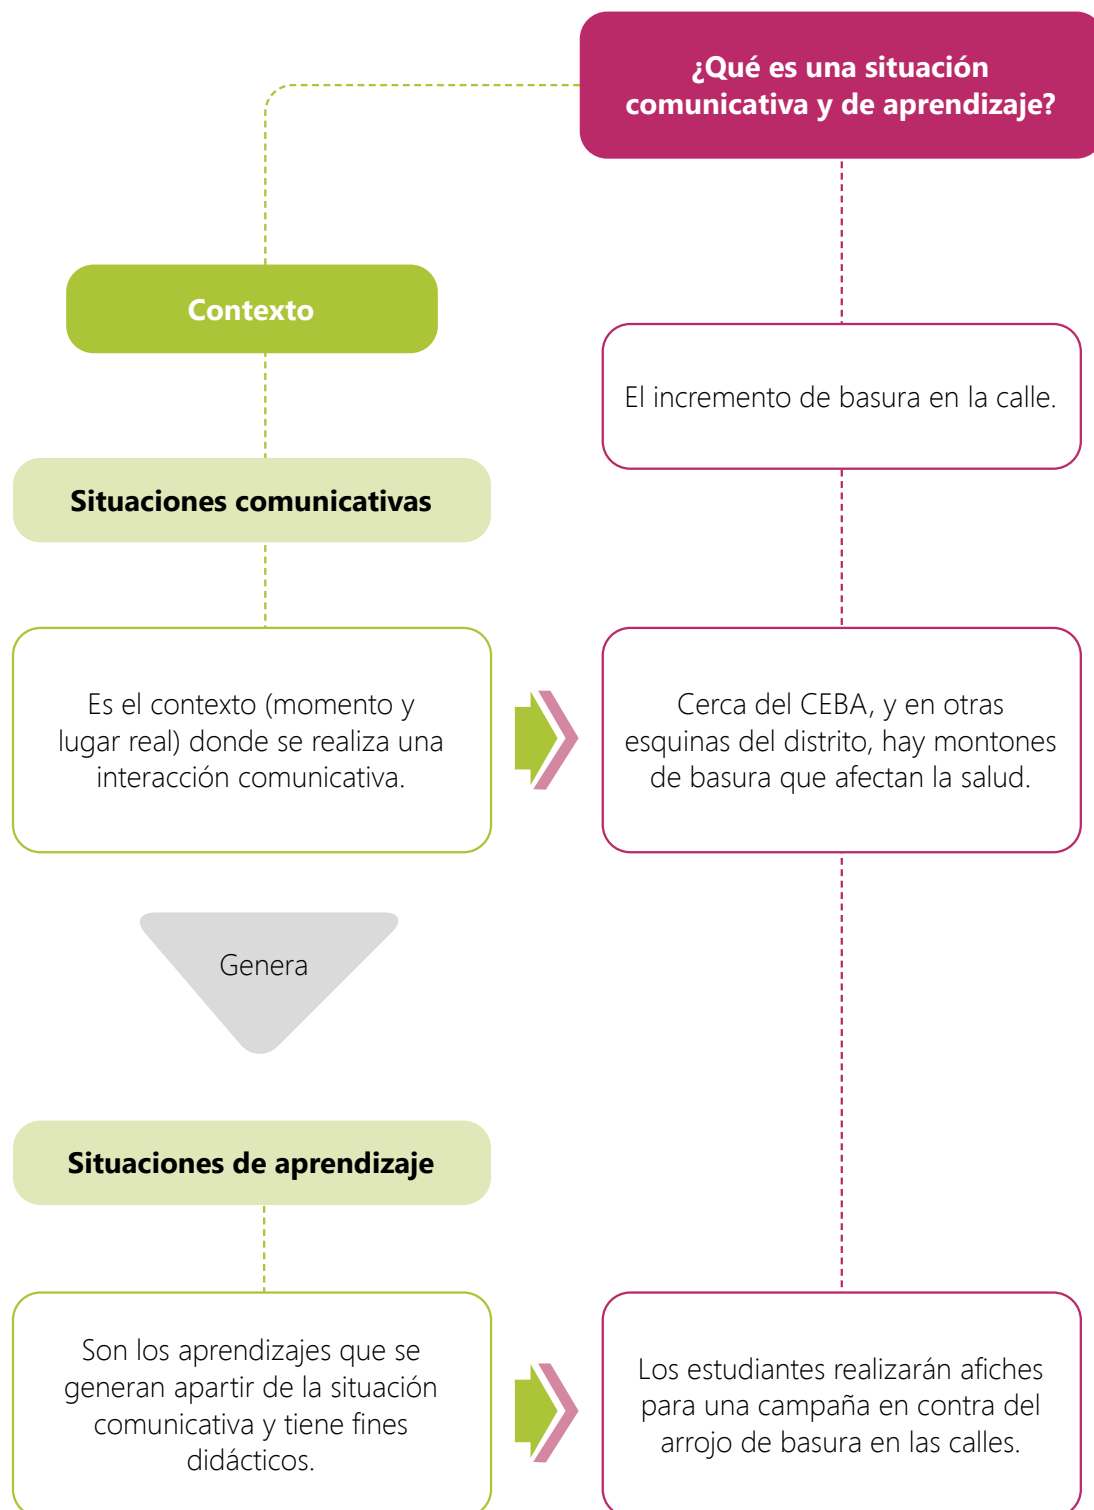 ¿Qué es una situación
comunicativa y de aprendizaje?
Contexto
El incremento de basura en la calle.
Situaciones comunicativas
Es el contexto (momento y
lugar real) donde se realiza una
interacción comunicativa.
Cerca del CEBA, y en otras
esquinas del distrito, hay montones
de basura que afectan la salud.
Genera
Situaciones de aprendizaje
Son los aprendizajes que se
generan apartir de la situación
comunicativa y tiene fines
didácticos.
Los estudiantes realizarán afiches
para una campaña en contra del
arrojo de basura en las calles.